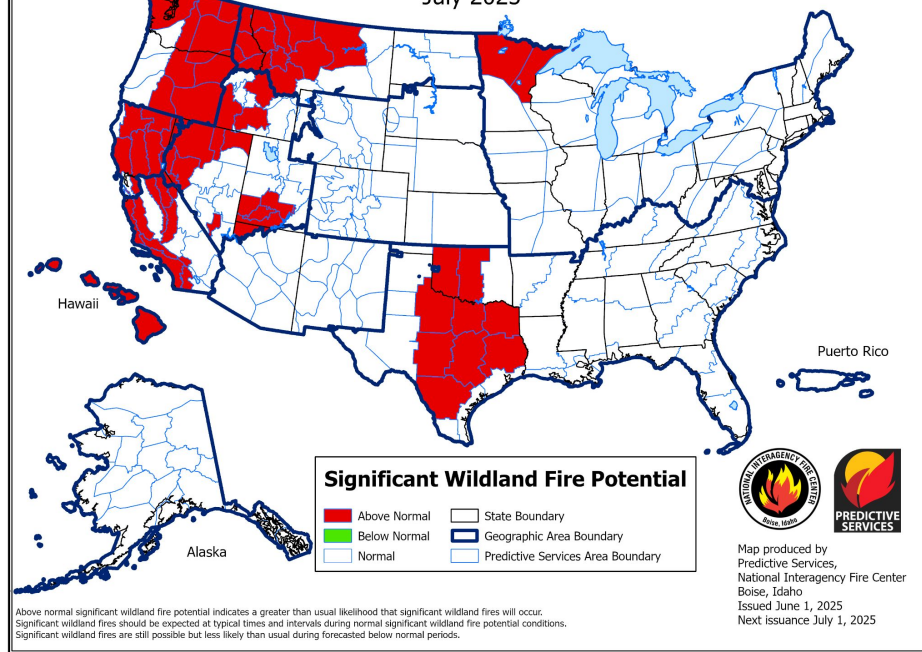 July 2025
Hawaii
Puerto Rico
Alaska
Significant Wildland Fire Potential
Above Normal
Below Normal
Normal
State Boundary
Geographic Area Boundary
Predictive Services Area Boundary
NATIONAL INTERAGENCY FIRE CENTER
Boise, Idaho
PREDICTIVE
SERVICES
Map produced by
Predictive Services,
National Interagency Fire Center
Boise, Idaho
Issued June 1, 2025
Next issuance July 1, 2025
Above normal significant wildland fire potential indicates a greater than usual likelihood that significant wildland fires will occur.
Significant wildland fires should be expected at typical times and intervals during normal significant wildland fire potential conditions.
Significant wildland fires are still possible but less likely than usual during forecasted below normal periods.